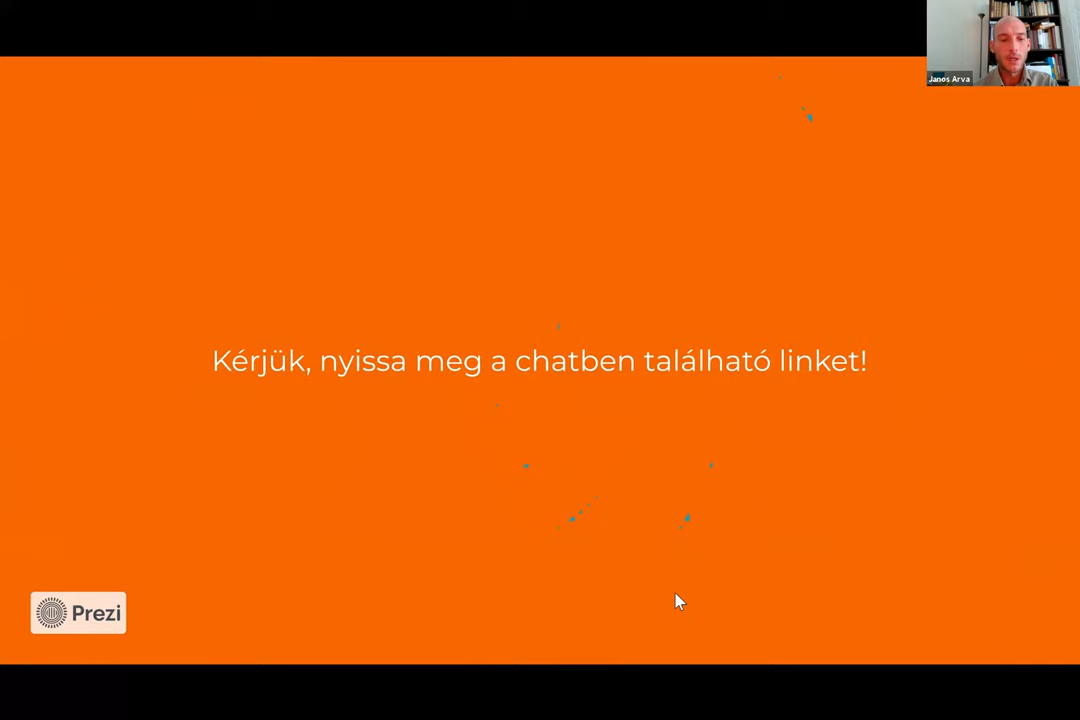 Janos Arva
Kérjük, nyissa meg a chatben található linket!
Prezi